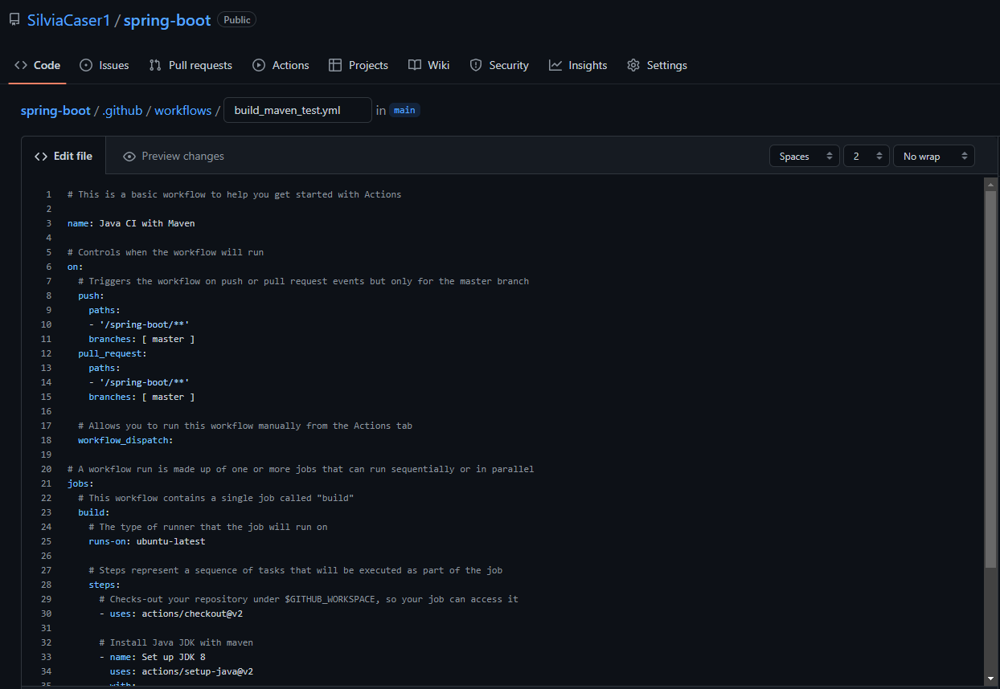 SilviaCaser1 / spring-boot Public
Code Issues Pull requests Actions Projects Wiki Security Insights Settings
spring-boot / .github / workflows / build_maven_test.yml in main
<> Edit file Preview changes Spaces 2 No wrap
1 # This is a basic workflow to help you get started with Actions
2
3 name: Java CI with Maven
4
5 # Controls when the workflow will run
6 on:
7 # Triggers the workflow on push or pull request events but only for the master branch
8 push:
9 paths:
10 - '/spring-boot/**'
11 branches: [ master ]
12 pull_request:
13 paths:
14 - '/spring-boot/**'
15 branches: [ master ]
16
17 # Allows you to run this workflow manually from the Actions tab
18 workflow_dispatch:
19
20 # A workflow run is made up of one or more jobs that can run sequentially or in parallel
21 jobs:
22 # This workflow contains a single job called "build"
23 build:
24 # The type of runner that the job will run on
25 runs-on: ubuntu-latest
26
27 # Steps represent a sequence of tasks that will be executed as part of the job
28 steps:
29 # Checks-out your repository under $GITHUB_WORKSPACE, so your job can access it
30 - uses: actions/checkout@v2
31
32 # Install Java JDK with maven
33 - name: Set up JDK 8
34 uses: actions/setup-java@v2
35 with: